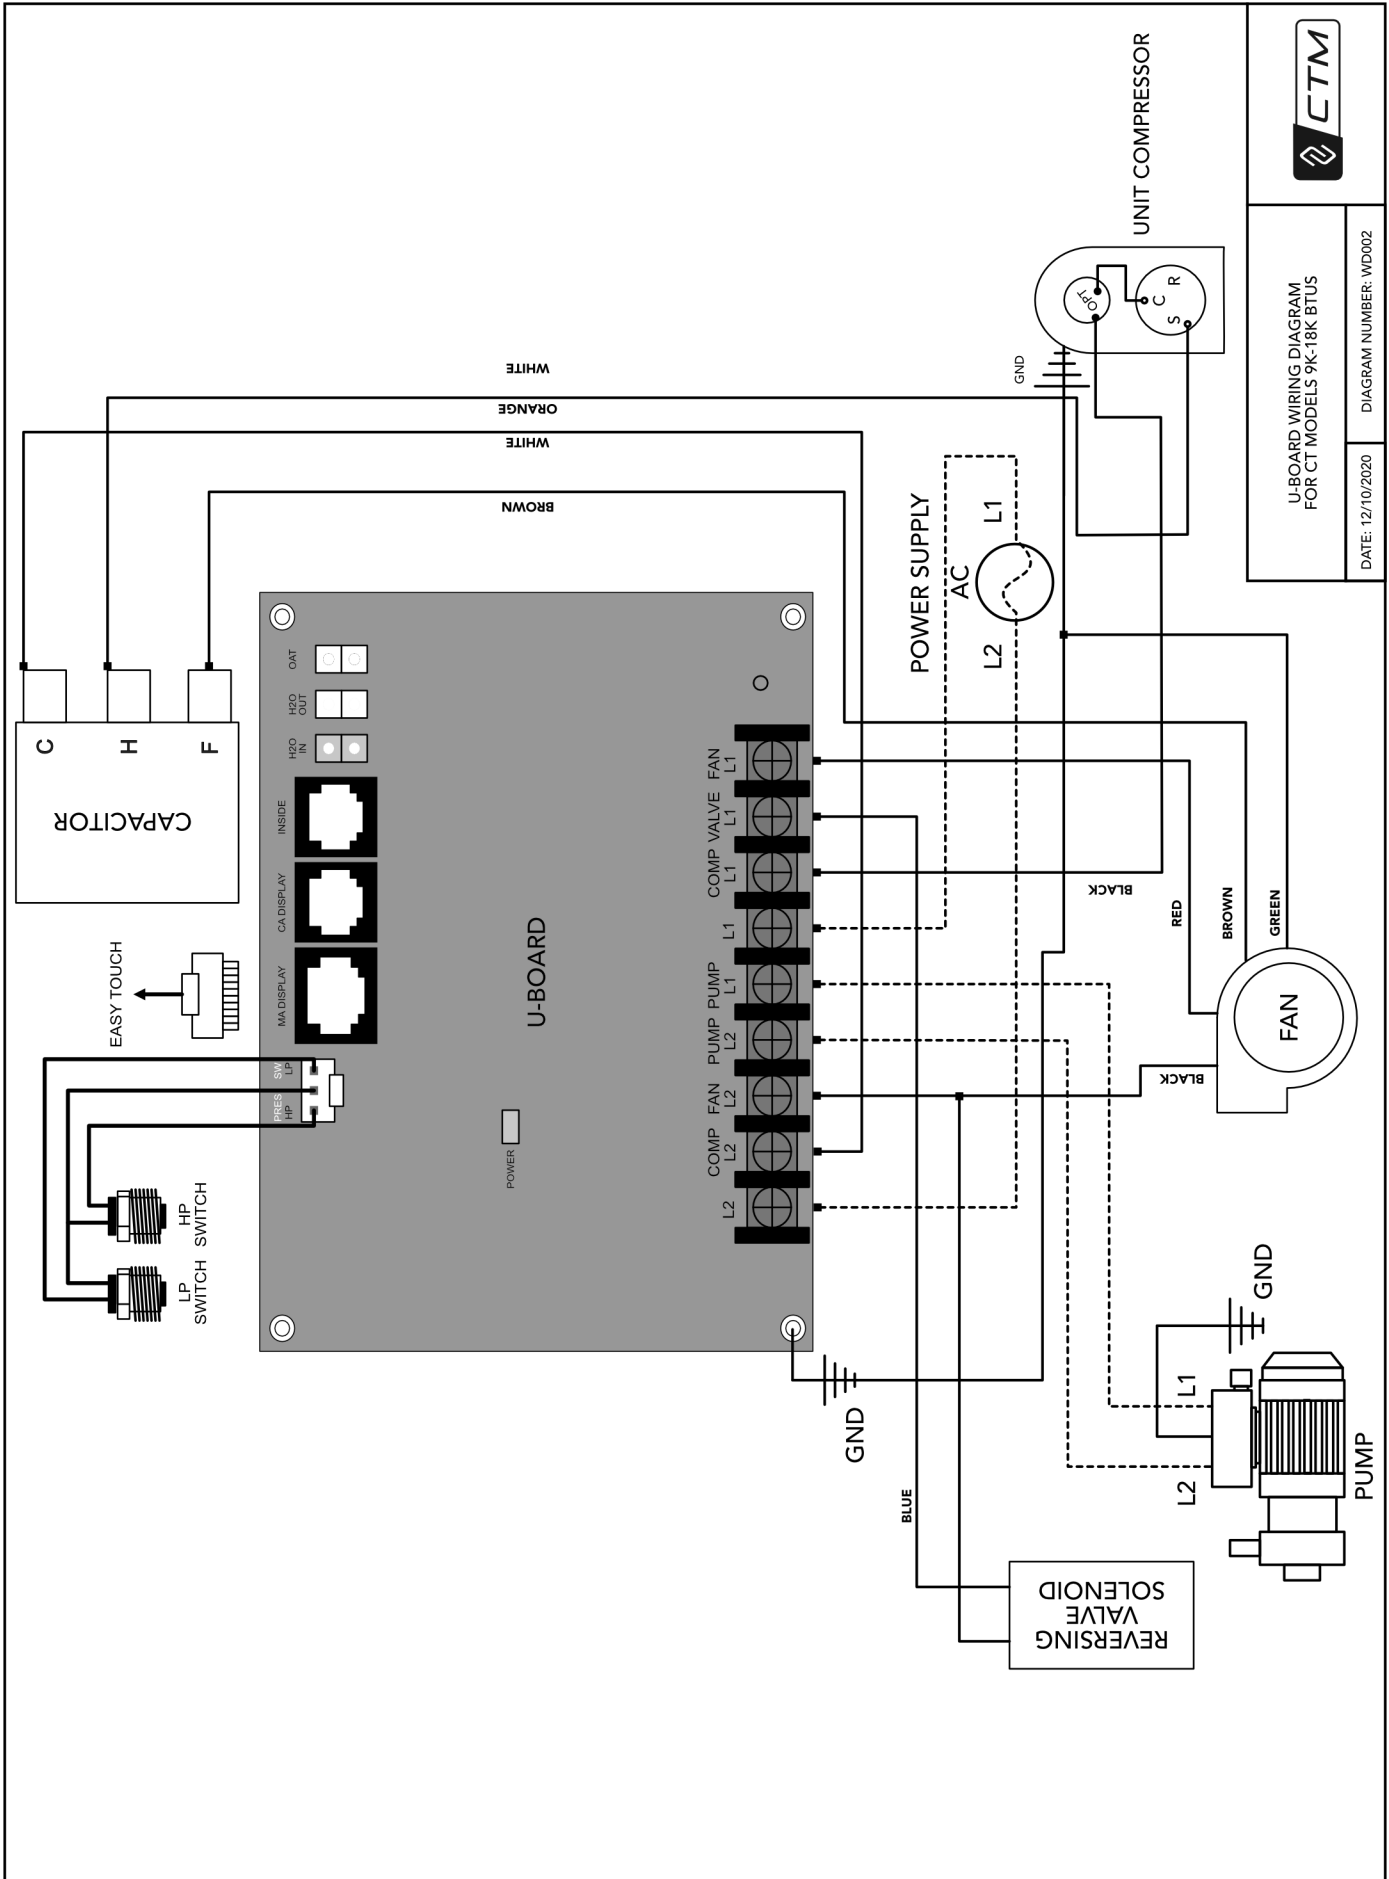 CAPACITOR
C
H
F
WHITE
ORANGE
WHITE
BROWN
EASY TOUCH
LP
SWITCH
HP
SWITCH
PRES SW
HP LP
MA DISPLAY
CA DISPLAY
INSIDE
H2O
IN
H2O
OUT
OAT
U-BOARD
POWER
L2
COMP
L2
FAN
L2
PUMP
L2
PUMP
L1
L1
COMP
L1
VALVE
L1
FAN
L1
GND
POWER SUPPLY
AC
L2
L1
UNIT COMPRESSOR
GND
OPT
C
S
R
BLACK
RED
BROWN
GREEN
BLACK
FAN
BLUE
REVERSING
VALVE
SOLENOID
L2
L1
GND
PUMP
U-BOARD WIRING DIAGRAM
FOR CT MODELS 9K-18K BTUS
DATE: 12/10/2020
DIAGRAM NUMBER: WD002
CTM